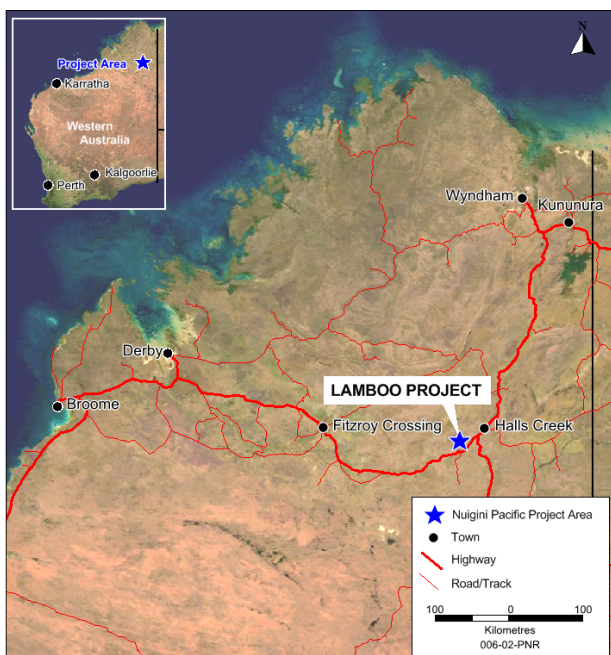 Project Area
Karratha
Western
Australia
Kalgoorlie
Perth
N
Wyndham
Kununura
Derby
LAMBOO PROJECT
Broome
Fitzroy Crossing
Halls Creek
Nuigini Pacific Project Area
Town
Highway
Road/Track
100 0 100
Kilometres
006-02-PNR